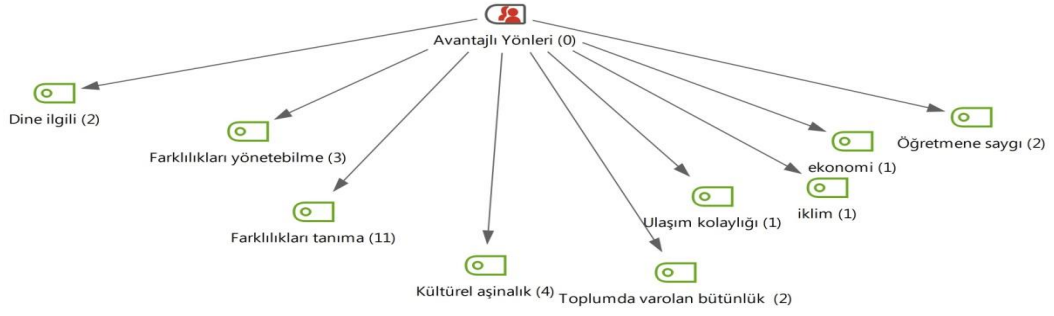 Avantajlı Yönleri (0)
Dine ilgili (2)
Farklılıkları yönetebilme (3)
Öğretmene saygı (2)
ekonomi (1)
iklim (1)
Ulaşım kolaylığı (1)
Farklılıkları tanıma (11)
Kültürel aşinalık (4)
Toplumda varolan bütünlük (2)